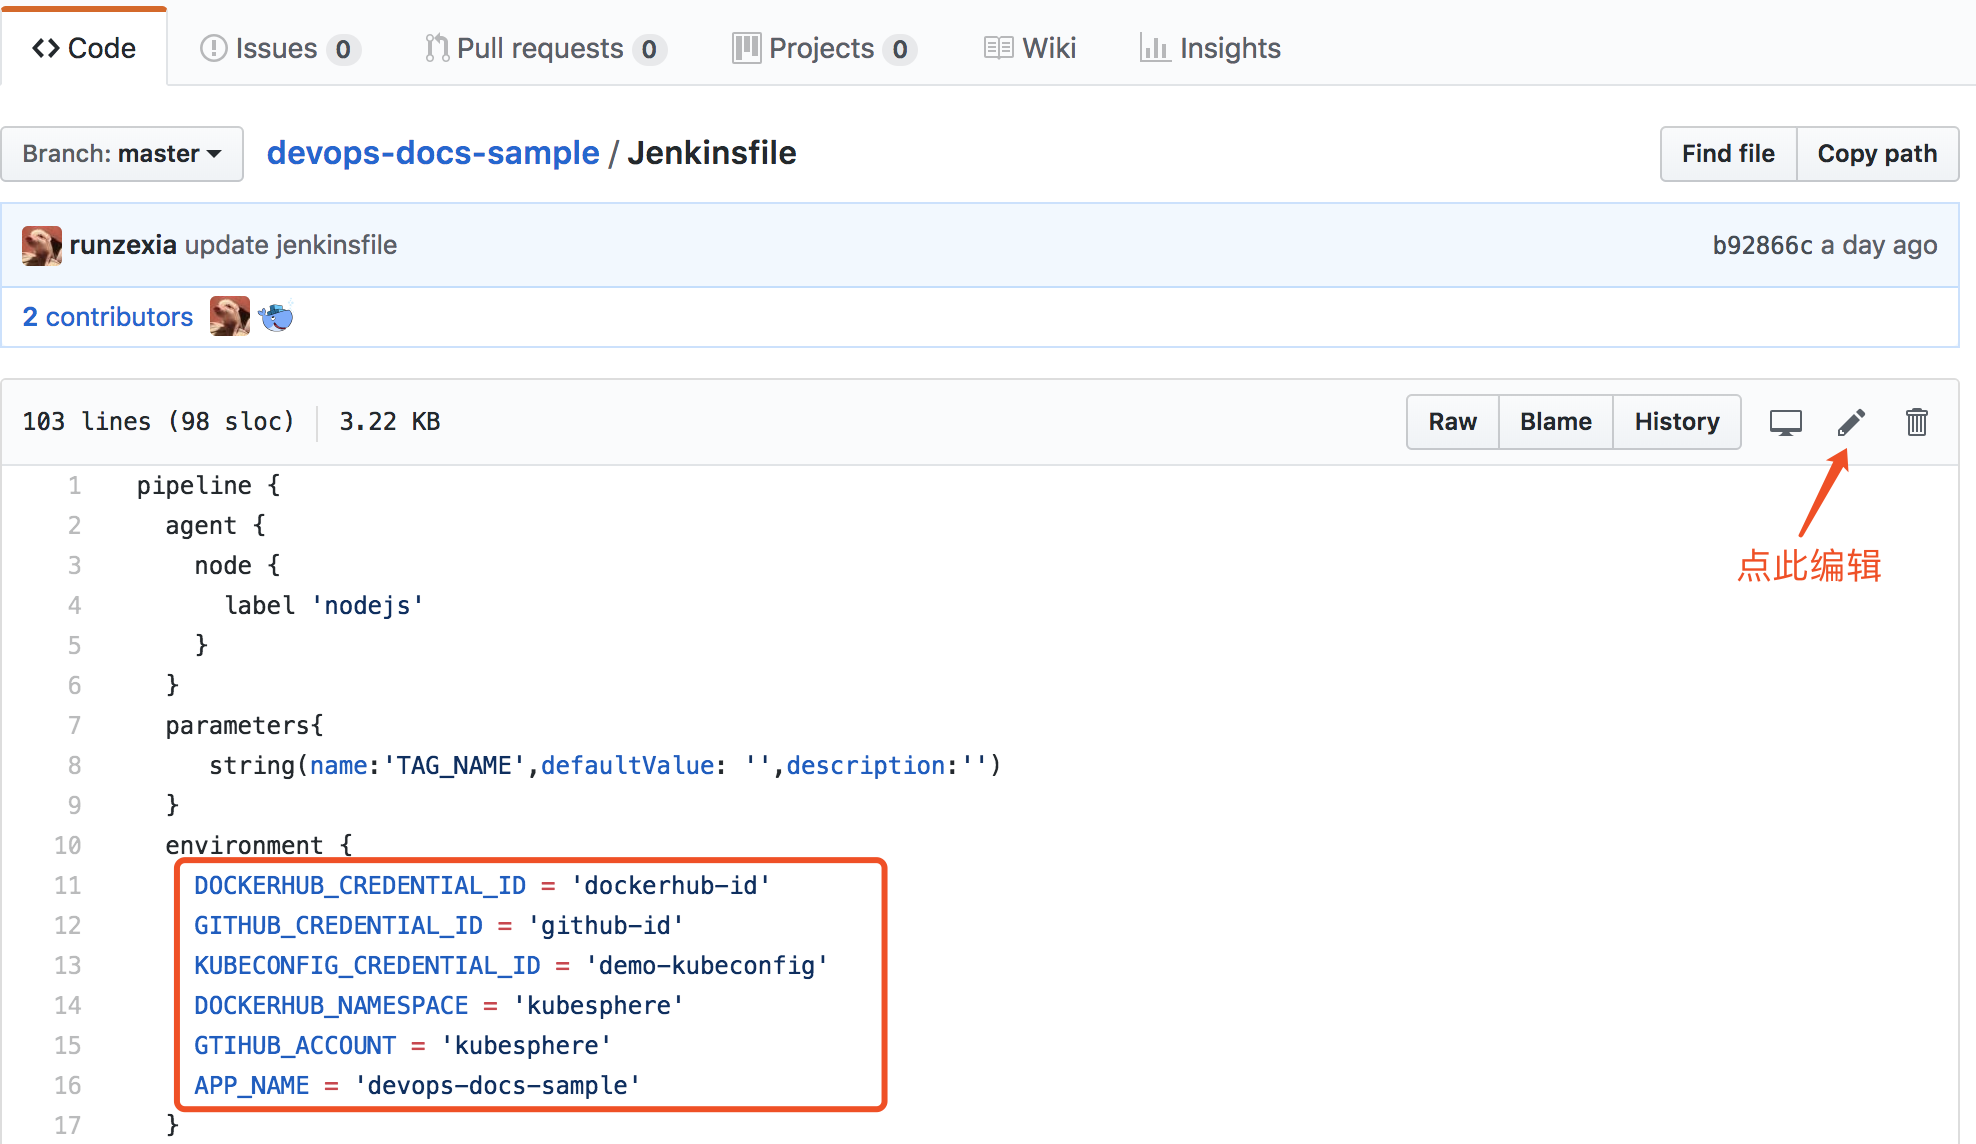 Code Issues 0 Pull requests 0 Projects 0 Wiki Insights
Branch: master devops-docs-sample / Jenkinsfile Find file Copy path
runzexia update jenkinsfile b92866c a day ago
2 contributors
103 lines (98 sloc) 3.22 KB Raw Blame History
点此编辑
1 pipeline {
2 agent {
3 node {
4 label 'nodejs'
5 }
6 }
7 parameters{
8 string(name:'TAG_NAME',defaultValue: '',description:'')
9 }
10 environment {
11 DOCKERHUB_CREDENTIAL_ID = 'dockerhub-id'
12 GITHUB_CREDENTIAL_ID = 'github-id'
13 KUBECONFIG_CREDENTIAL_ID = 'demo-kubeconfig'
14 DOCKERHUB_NAMESPACE = 'kubesphere'
15 GTIHUB_ACCOUNT = 'kubesphere'
16 APP_NAME = 'devops-docs-sample'
17 }